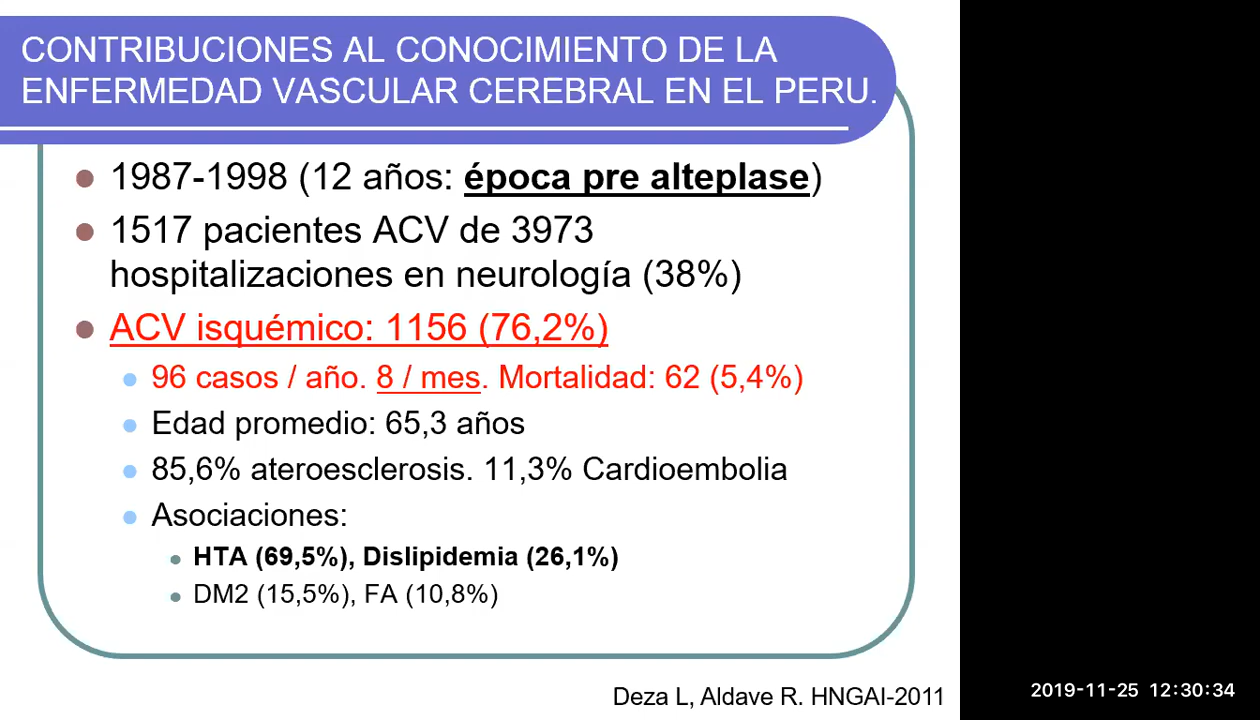 CONTRIBUCIONES AL CONOCIMIENTO DE LA
ENFERMEDAD VASCULAR CEREBRAL EN EL PERU.
1987-1998 (12 años: época pre alteplase)
1517 pacientes ACV de 3973
hospitalizaciones en neurología (38%)
ACV isquémico: 1156 (76,2%)
96 casos / año. 8 / mes. Mortalidad: 62 (5,4%)
Edad promedio: 65,3 años
85,6% ateroesclerosis. 11,3% Cardioembolia
Asociaciones:
HTA (69,5%), Dislipidemia (26,1%)
DM2 (15,5%), FA (10,8%)
Deza L, Aldave R. HNGAI-2011
2019-11-25 12:30:34